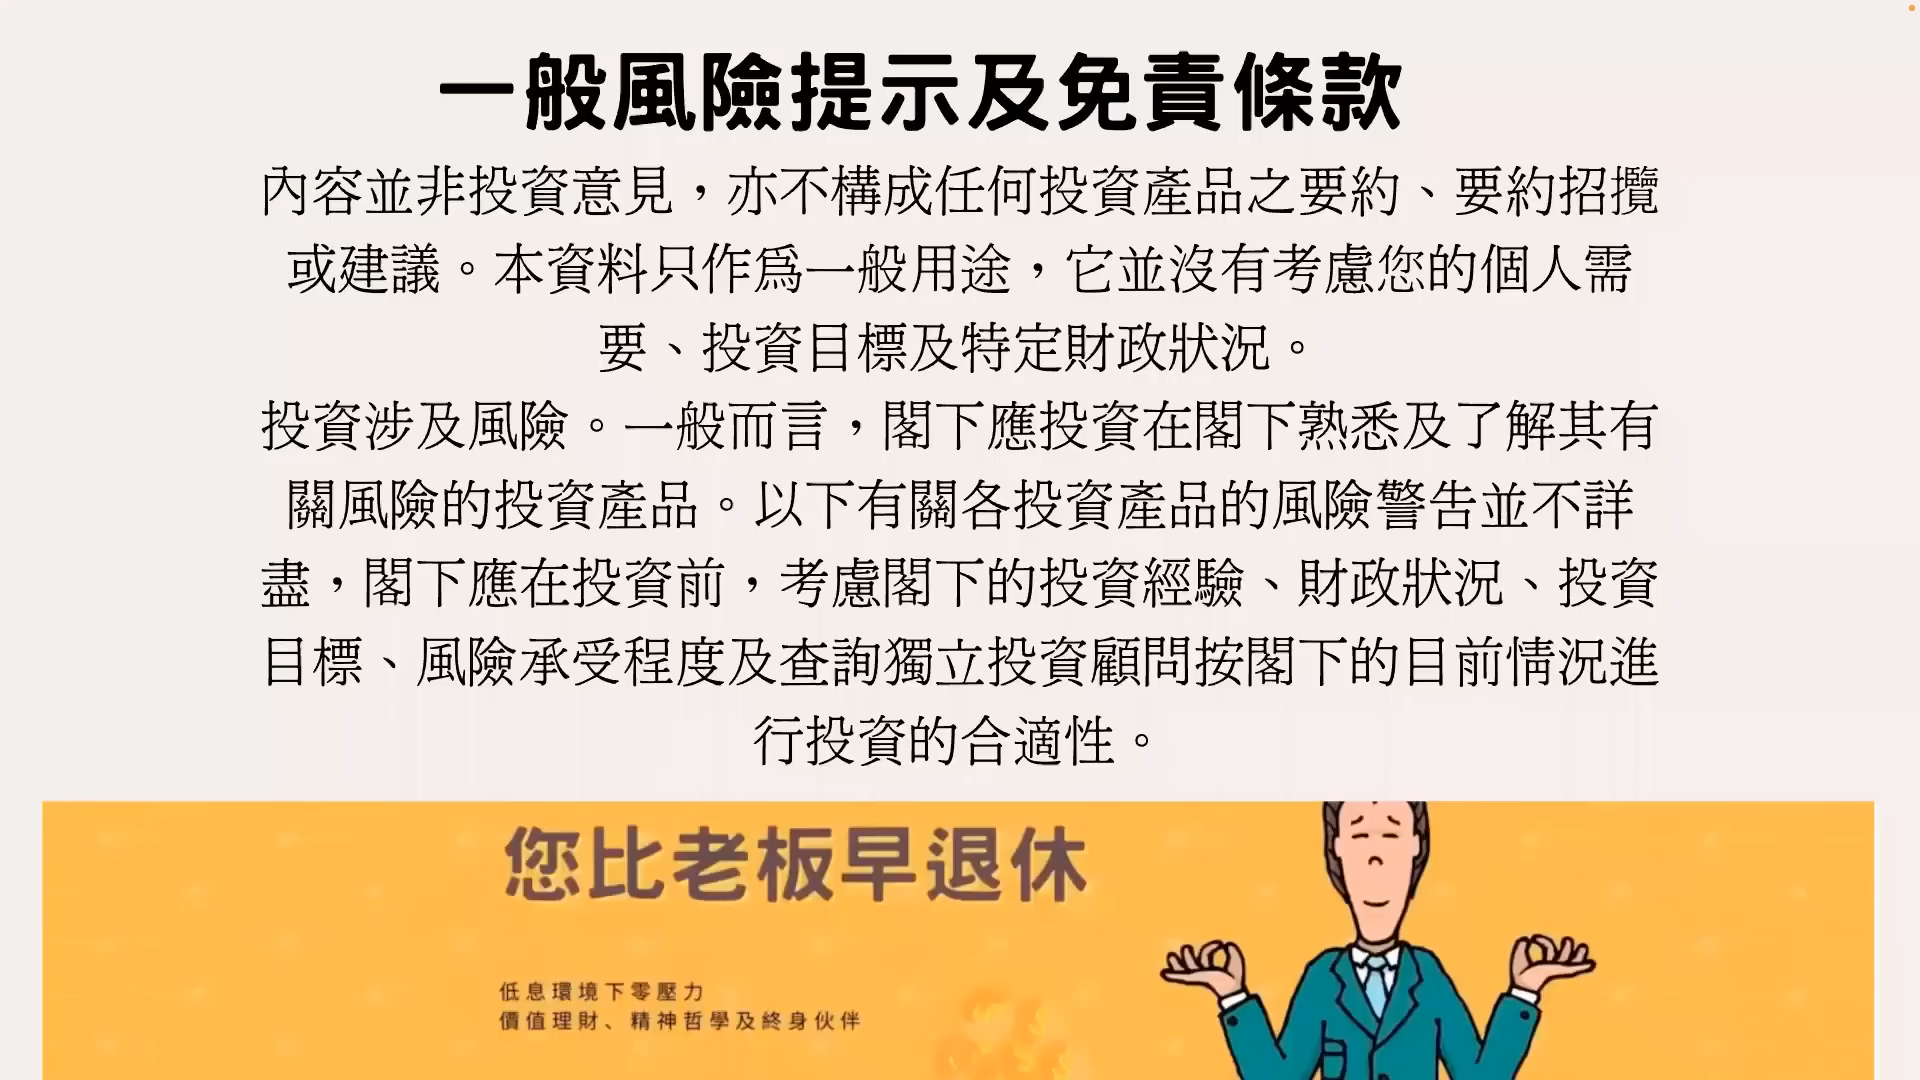 一般風險提示及免責條款
內容並非投資意見，亦不構成任何投資產品之要約、要約招攬
或建議。本資料只作爲一般用途，它並沒有考慮您的個人需
要、投資目標及特定財政狀況。
投資涉及風險。一般而言，閣下應投資在閣下熟悉及了解其有
關風險的投資產品。以下有關各投資產品的風險警告並不詳
盡，閣下應在投資前，考慮閣下的投資經驗、財政狀況、投資
目標、風險承受程度及查詢獨立投資顧問按閣下的目前情況進
行投資的合適性。
您比老板早退休
低息環境下零壓力
價值理財、精神哲學及終身伙伴